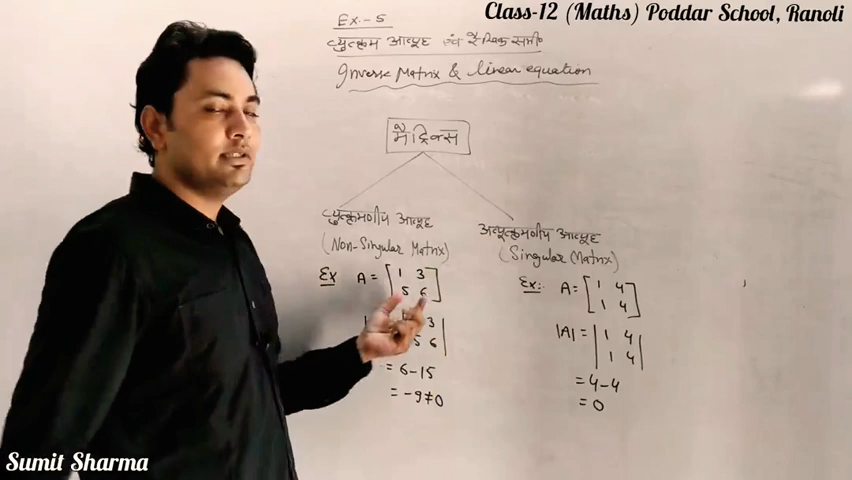 Class-12 (Maths) Poddar School, Ranoli
Ex.-5
व्युत्क्रम आव्यूह एवं रैखिक समी०
Inverse Matrix & linear equation
मैट्रिक्स
व्युत्क्रमणीय आव्यूह
(Non-Singular Matrix)
Ex A = [1 3
5 6]
3
5 6|
= 6-15
= -9≠0
अव्युत्क्रमणीय आव्यूह
(Singular Matrix)
Ex:- A = [1 4
1 4]
|A| = |1 4
1 4|
= 4-4
= 0
Sumit Sharma